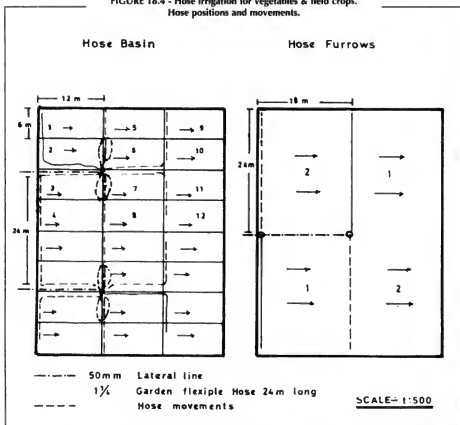 FIGURE 18.4 - Hose irrigation for vegetables & field crops.
Hose positions and movements.
Hose Basin
Hose Furrows
12 m
18 m
6 m
24m
24m
1
5
9
2
6
10
3
7
11
4
8
12
2
1
1
2
50mm Lateral line
1¼ Garden flexiple Hose 24m long
Hose movements
SCALE= 1:500